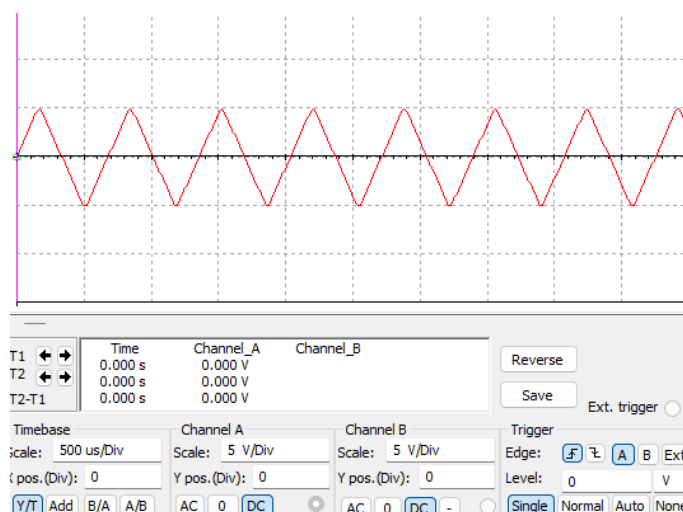 Time Channel_A Channel_B
T1 0.000 s 0.000 V
T2 0.000 s 0.000 V
T2-T1 0.000 s 0.000 V
Reverse
Save
Ext. trigger
Timebase
Scale: 500 us/Div
X pos.(Div): 0
Y/T Add B/A A/B
Channel A
Scale: 5 V/Div
Y pos.(Div): 0
AC 0 DC
Channel B
Scale: 5 V/Div
Y pos.(Div): 0
AC 0 DC -
Trigger
Edge: A B Ext
Level: 0 V
Single Normal Auto None